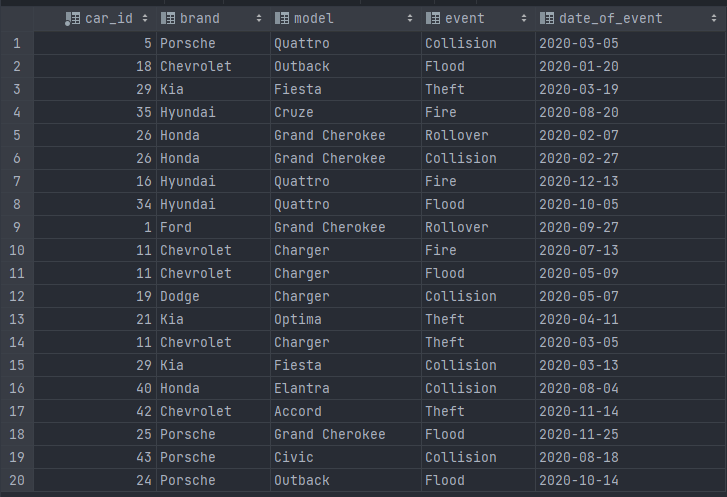 car_id brand model event date_of_event
1 5 Porsche Quattro Collision 2020-03-05
2 18 Chevrolet Outback Flood 2020-01-20
3 29 Kia Fiesta Theft 2020-03-19
4 35 Hyundai Cruze Fire 2020-08-20
5 26 Honda Grand Cherokee Rollover 2020-02-07
6 26 Honda Grand Cherokee Collision 2020-02-27
7 16 Hyundai Quattro Fire 2020-12-13
8 34 Hyundai Quattro Flood 2020-10-05
9 1 Ford Grand Cherokee Rollover 2020-09-27
10 11 Chevrolet Charger Fire 2020-07-13
11 11 Chevrolet Charger Flood 2020-05-09
12 19 Dodge Charger Collision 2020-05-07
13 21 Kia Optima Theft 2020-04-11
14 11 Chevrolet Charger Theft 2020-03-05
15 29 Kia Fiesta Collision 2020-03-13
16 40 Honda Elantra Collision 2020-08-04
17 42 Chevrolet Accord Theft 2020-11-14
18 25 Porsche Grand Cherokee Flood 2020-11-25
19 43 Porsche Civic Collision 2020-08-18
20 24 Porsche Outback Flood 2020-10-14